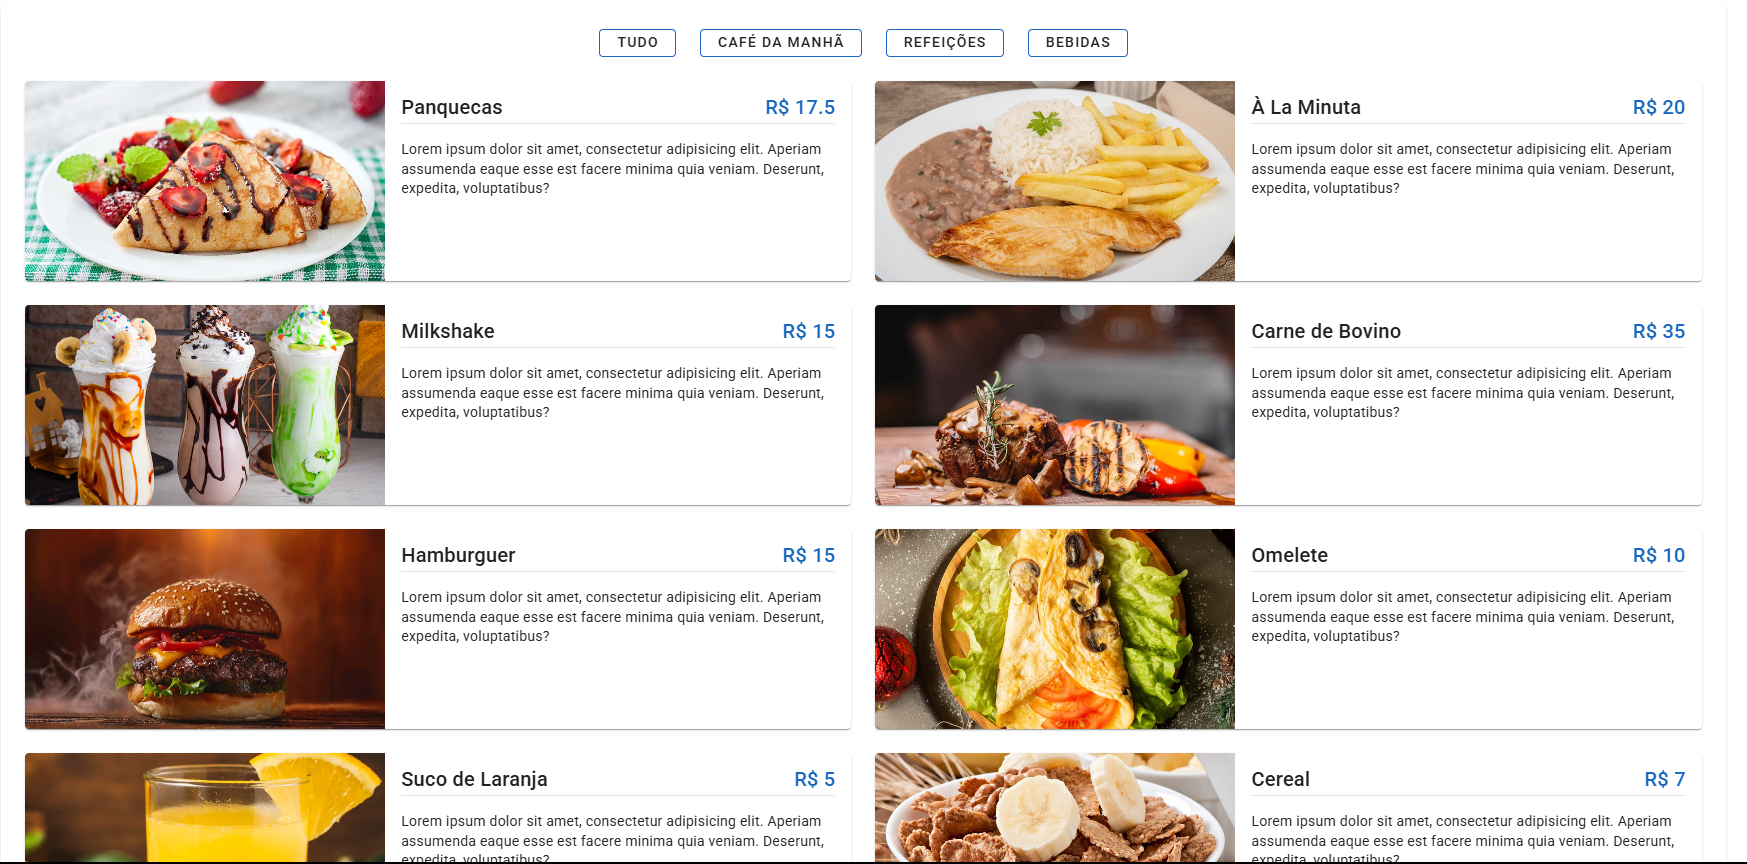 TUDO CAFÉ DA MANHÃ REFEIÇÕES BEBIDAS
Panquecas R$ 17.5
Lorem ipsum dolor sit amet, consectetur adipisicing elit. Aperiam
assumenda eaque esse est facere minima quia veniam. Deserunt,
expedita, voluptatibus?
À La Minuta R$ 20
Lorem ipsum dolor sit amet, consectetur adipisicing elit. Aperiam
assumenda eaque esse est facere minima quia veniam. Deserunt,
expedita, voluptatibus?
Milkshake R$ 15
Lorem ipsum dolor sit amet, consectetur adipisicing elit. Aperiam
assumenda eaque esse est facere minima quia veniam. Deserunt,
expedita, voluptatibus?
Carne de Bovino R$ 35
Lorem ipsum dolor sit amet, consectetur adipisicing elit. Aperiam
assumenda eaque esse est facere minima quia veniam. Deserunt,
expedita, voluptatibus?
Hamburguer R$ 15
Lorem ipsum dolor sit amet, consectetur adipisicing elit. Aperiam
assumenda eaque esse est facere minima quia veniam. Deserunt,
expedita, voluptatibus?
Omelete R$ 10
Lorem ipsum dolor sit amet, consectetur adipisicing elit. Aperiam
assumenda eaque esse est facere minima quia veniam. Deserunt,
expedita, voluptatibus?
Suco de Laranja R$ 5
Lorem ipsum dolor sit amet, consectetur adipisicing elit. Aperiam
assumenda eaque esse est facere minima quia veniam. Deserunt,
expedita, voluptatibus?
Cereal R$ 7
Lorem ipsum dolor sit amet, consectetur adipisicing elit. Aperiam
assumenda eaque esse est facere minima quia veniam. Deserunt,
expedita, voluptatibus?